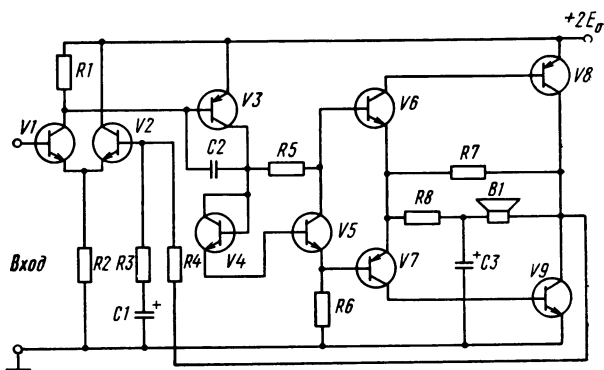 +2Eσ
R1
V3
V6
V8
V1
V2
C2
R5
R7
R8
B1
V4
V5
V7
V9
Вход
R2
R3
R4
C3
+
R6
C1
+